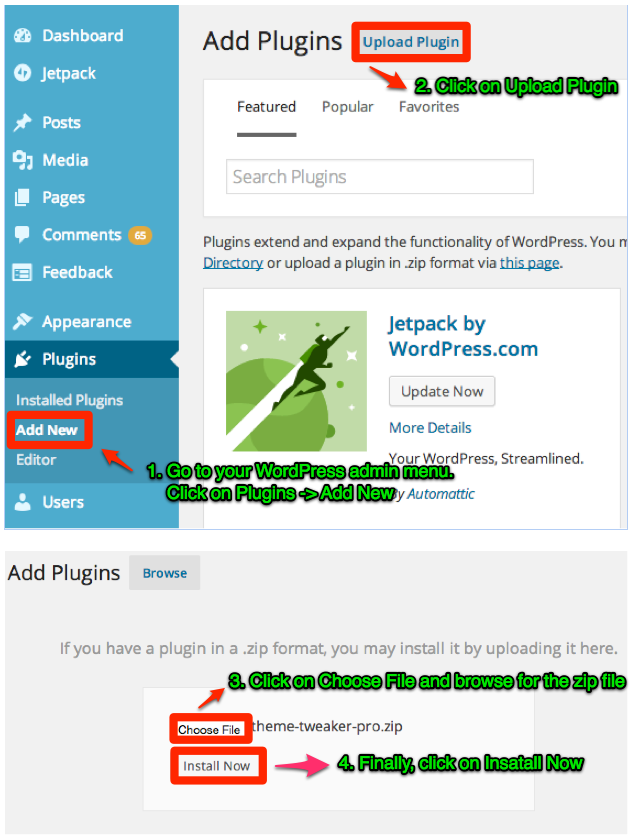 Dashboard
Jetpack
Posts
Media
Pages
Comments 65
Feedback
Appearance
Plugins
Installed Plugins
Add New
Editor
Users
Add Plugins Upload Plugin
2. Click on Upload Plugin
Featured Popular Favorites
Search Plugins
Plugins extend and expand the functionality of WordPress. You m
Directory or upload a plugin in .zip format via this page.
Jetpack by
WordPress.com
Update Now
More Details
Your WordPress, Streamlined.
By Automattic
1. Go to your WordPress admin menu.
Click on Plugins -> Add New
Add Plugins Browse
If you have a plugin in a .zip format, you may install it by uploading it here.
3. Click on Choose File and browse for the zip file
Choose File theme-tweaker-pro.zip
Install Now
4. Finally, click on Insatall Now